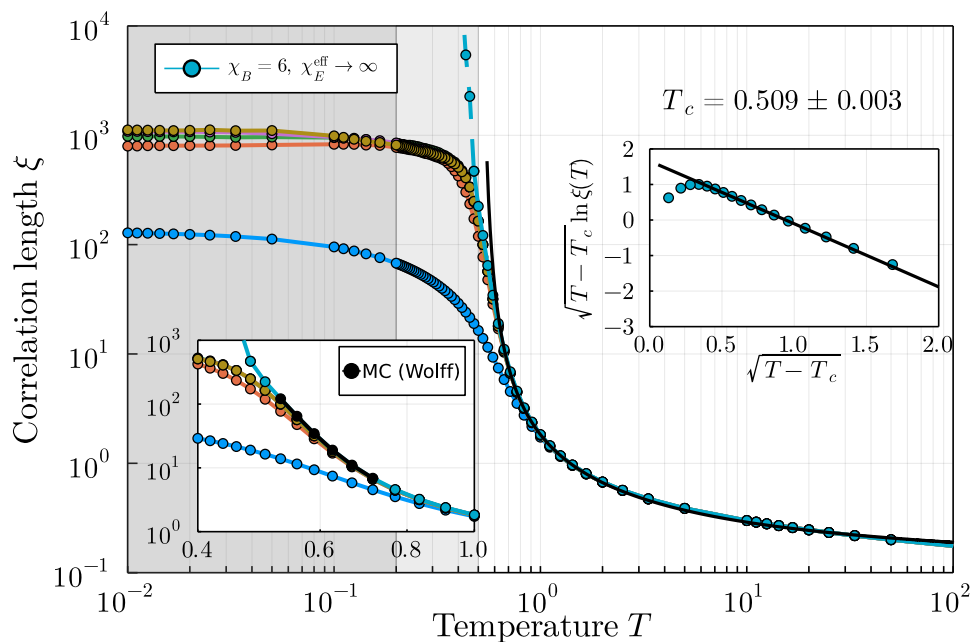 10^4
10^3
10^2
10^1
10^0
10^{-1}
Correlation length ξ
χ_B = 6, χ_E^{eff} → ∞
T_c = 0.509 ± 0.003
2
1
0
−1
−2
−3
√T − T_c ln ξ(T)
0.0 0.5 1.0 1.5 2.0
√T − T_c
10^3
10^2
10^1
10^0
MC (Wolff)
0.4 0.6 0.8 1.0
10^{-2} 10^{-1} 10^0 10^1 10^2
Temperature T